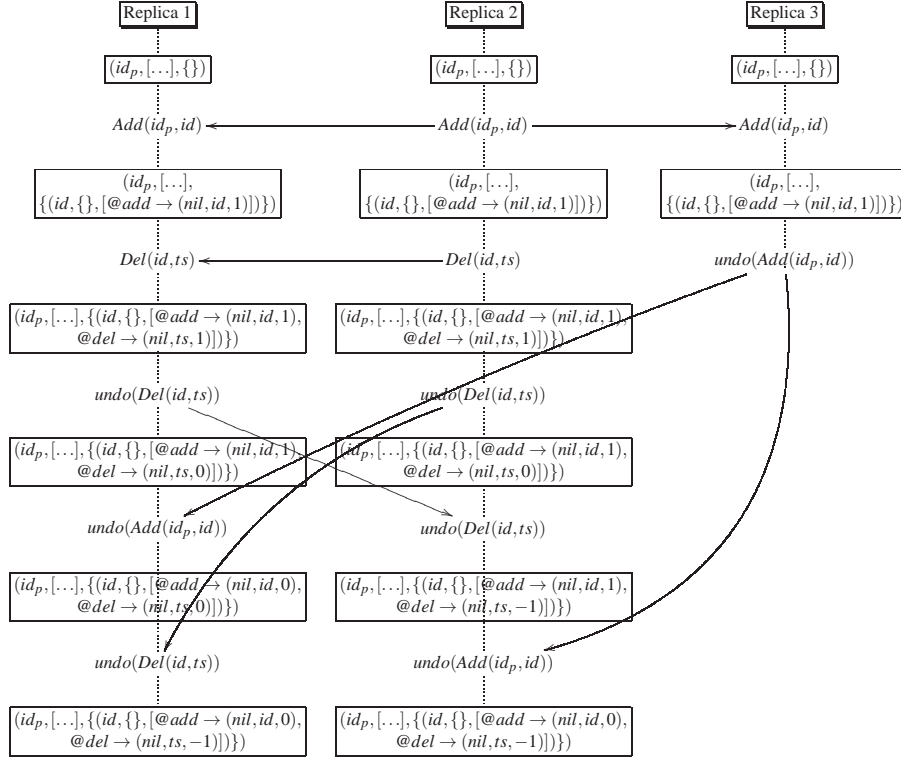 Replica 1 Replica 2 Replica 3
(id_p,[…],{}) (id_p,[…],{}) (id_p,[…],{})
Add(id_p,id) Add(id_p,id) Add(id_p,id)
(id_p,[…], (id_p,[…], (id_p,[…],
{(id,{},[@add→(nil,id,1)])}) {(id,{},[@add→(nil,id,1)])}) {(id,{},[@add→(nil,id,1)])})
Del(id,ts) Del(id,ts) undo(Add(id_p,id))
(id_p,[…],{(id,{},[@add→(nil,id,1), (id_p,[…],{(id,{},[@add→(nil,id,1),
@del→(nil,ts,1)])}) @del→(nil,ts,1)])})
undo(Del(id,ts)) undo(Del(id,ts))
(id_p,[…],{(id,{},[@add→(nil,id,1), (id_p,[…],{(id,{},[@add→(nil,id,1),
@del→(nil,ts,0)])}) @del→(nil,ts,0)])})
undo(Add(id_p,id)) undo(Del(id,ts))
(id_p,[…],{(id,{},[@add→(nil,id,0), (id_p,[…],{(id,{},[@add→(nil,id,1),
@del→(nil,ts,0)])}) @del→(nil,ts,−1)])})
undo(Del(id,ts)) undo(Add(id_p,id))
(id_p,[…],{(id,{},[@add→(nil,id,0), (id_p,[…],{(id,{},[@add→(nil,id,0),
@del→(nil,ts,−1)])}) @del→(nil,ts,−1)])})